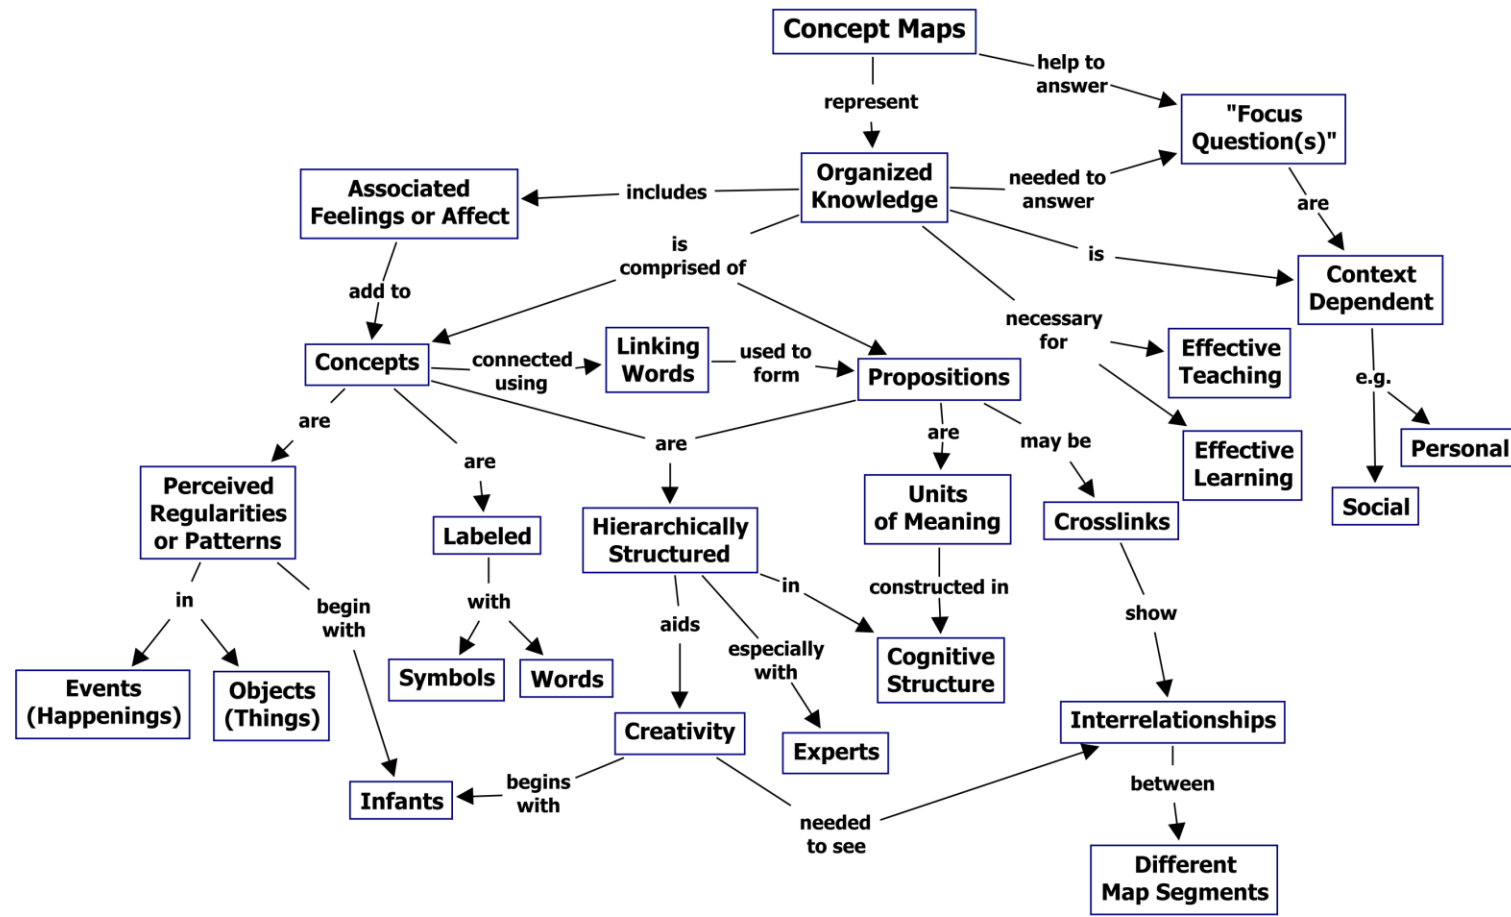 Concept Maps
help to
answer
represent
"Focus
Question(s)"
Organized
Knowledge
needed to
answer
Associated
Feelings or Affect
includes
are
is
comprised of
is
Context
Dependent
add to
necessary
for
Linking
Words
used to
form
Effective
Teaching
Concepts
connected
using
Propositions
e.g.
are
are
are
are
may be
Personal
Effective
Learning
Perceived
Regularities
or Patterns
Labeled
Hierarchically
Structured
Units
of Meaning
Crosslinks
Social
in
begin
with
with
aids
in
constructed in
show
especially
with
Events
(Happenings)
Objects
(Things)
Symbols
Words
Cognitive
Structure
Creativity
Experts
Interrelationships
Infants
begins
with
needed
to see
between
Different
Map Segments